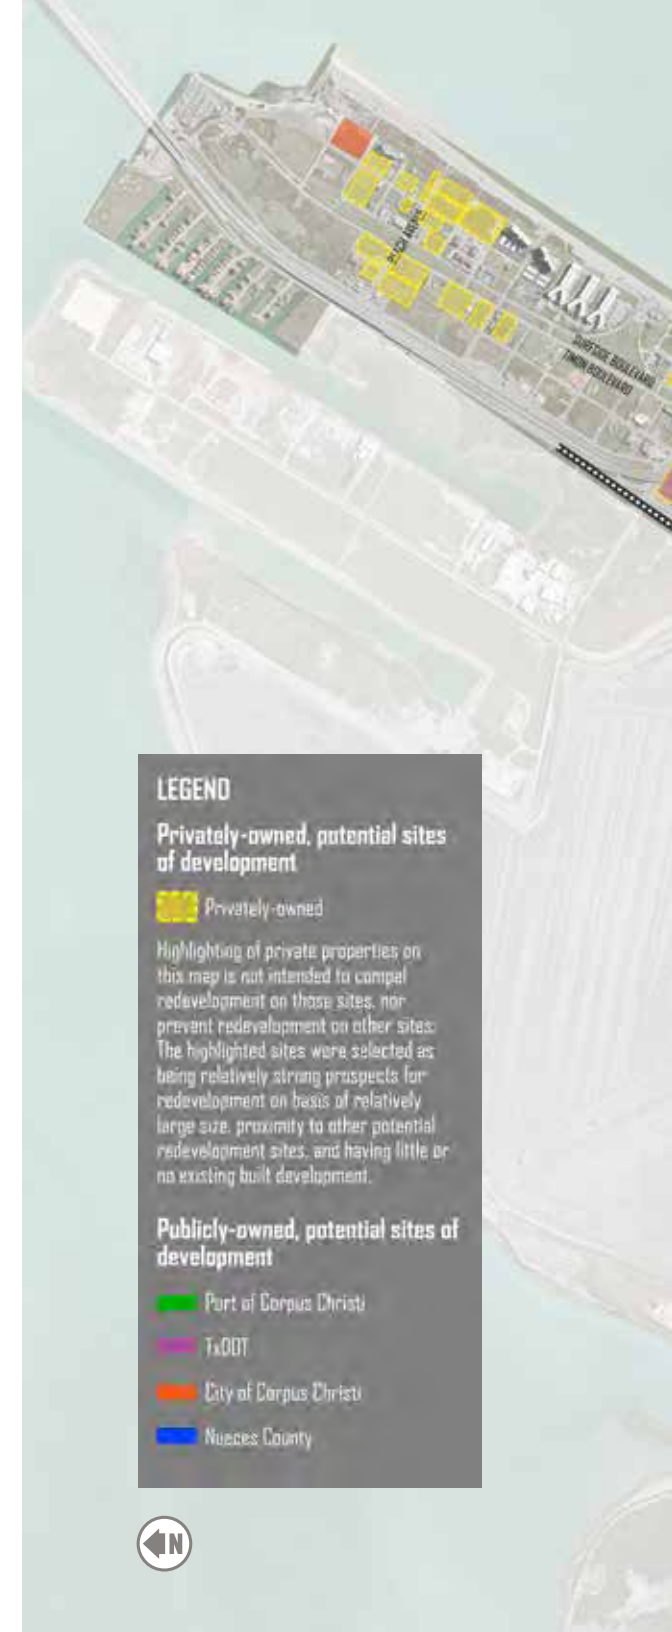 BEACH AVENUE
SURFSIDE BOULEVARD
TIMON BOULEVARD
LEGEND
Privately-owned, potential sites
of development
Privately-owned
Highlighting of private properties on
this map is not intended to compel
redevelopment on those sites, nor
prevent redevelopment on other sites.
The highlighted sites were selected as
being relatively strong prospects for
redevelopment on basis of relatively
large size, proximity to other potential
redevelopment sites, and having little or
no existing built development.
Publicly-owned, potential sites of
development
Port of Corpus Christi
TxDOT
City of Corpus Christi
Nueces County
N